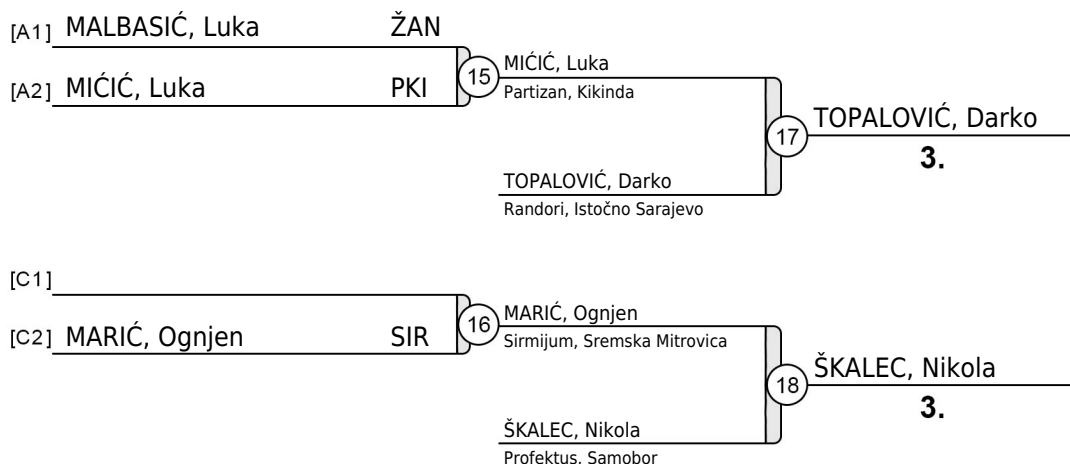 [A1] MALBASIĆ, Luka ŽAN
[A2] MIĆIĆ, Luka PKI
15
MIĆIĆ, Luka
Partizan, Kikinda
TOPALOVIĆ, Darko
Randori, Istočno Sarajevo
17
TOPALOVIĆ, Darko
3.
[C1]
[C2] MARIĆ, Ognjen SIR
16
MARIĆ, Ognjen
Sirmijum, Sremska Mitrovica
ŠKALEC, Nikola
Profektus, Samobor
18
ŠKALEC, Nikola
3.